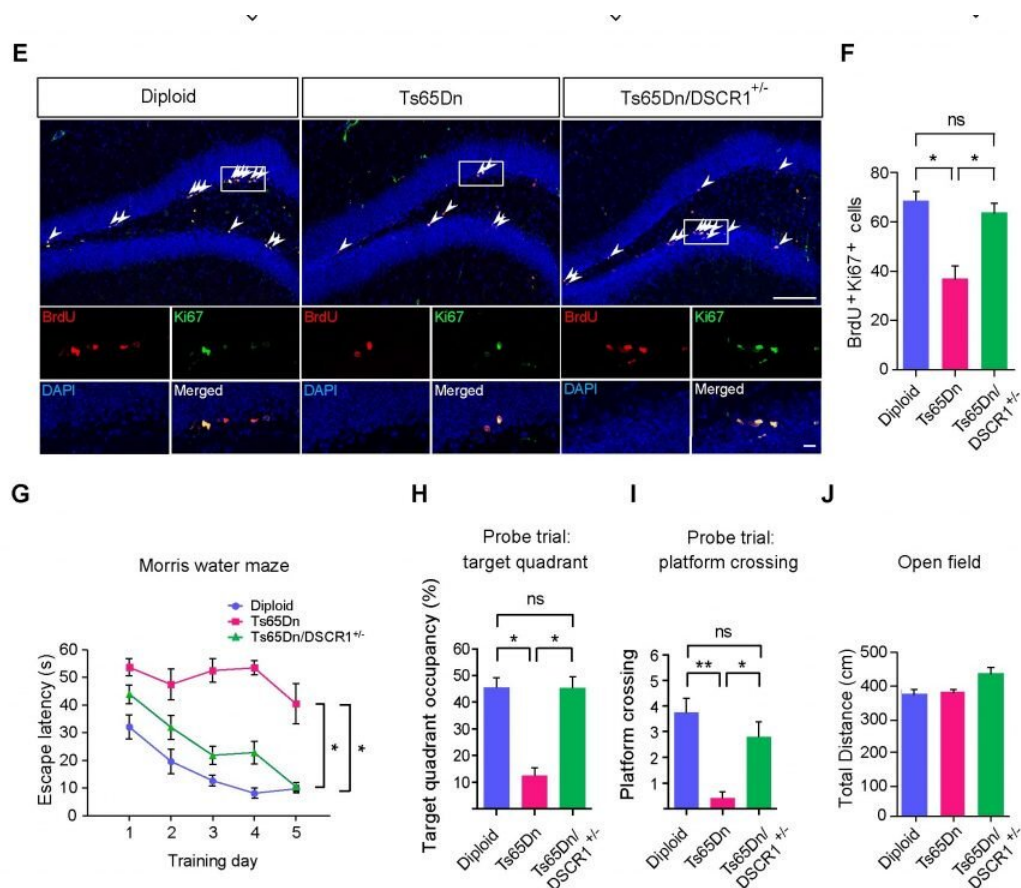 E
Diploid
Ts65Dn
Ts65Dn/DSCR1+/-
BrdU
Ki67
BrdU
Ki67
BrdU
Ki67
DAPI
Merged
DAPI
Merged
DAPI
Merged
F
ns
*
*
80
60
40
20
0
BrdU+Ki67+ cells
Diploid
Ts65Dn
Ts65Dn/
DSCR1+/-
G
Morris water maze
Diploid
Ts65Dn
Ts65Dn/DSCR1+/-
60
50
40
30
20
10
0
Escape latency (s)
*
*
1 2 3 4 5
Training day
H
Probe trial:
target quadrant
ns
*
*
60
50
40
30
20
10
0
Target quadrant occupancy (%)
Diploid
Ts65Dn
Ts65Dn/
DSCR1+/-
I
Probe trial:
platform crossing
ns
**
*
6
5
4
3
2
1
Platform crossing
Diploid
Ts65Dn
Ts65Dn/
DSCR1+/-
J
Open field
500
400
300
200
100
0
Total Distance (cm)
Diploid
Ts65Dn
Ts65Dn/
DSCR1+/-